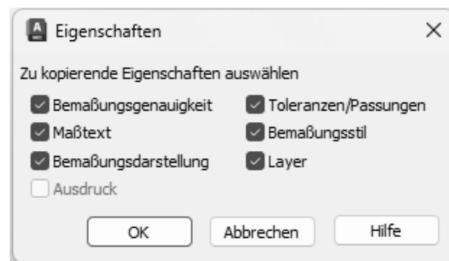 Eigenschaften
Zu kopierende Eigenschaften auswählen
Bemaßungsgenauigkeit Toleranzen/Passungen
Maßtext Bemaßungsstil
Bemaßungsdarstellung Layer
Ausdruck
OK Abbrechen Hilfe